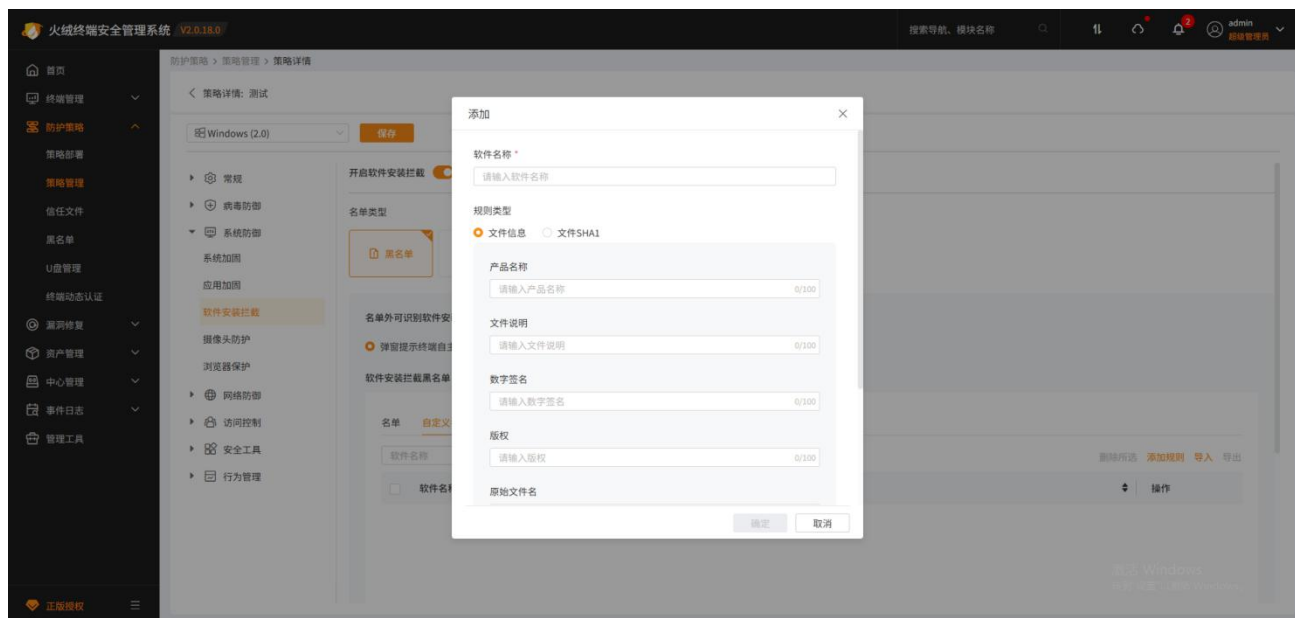 火绒终端安全管理系统 V2.0.18.0
搜索导航、模块名称
2
admin
超级管理员
首页
终端管理
防护策略
策略部署
策略管理
信任文件
黑名单
U盘管理
终端动态认证
漏洞修复
资产管理
中心管理
事件日志
管理工具
正版授权
防护策略 > 策略管理 > 策略详情
策略详情: 测试
Windows (2.0)
保存
常规
病毒防御
系统防御
系统加固
应用加固
软件安装拦截
摄像头防护
浏览器保护
网络防御
访问控制
安全工具
行为管理
开启软件安装拦截
名单类型
黑名单
名单外可识别软件安
弹窗提示终端自主
软件安装拦截黑名单
名单 自定义
软件名称
删除所选 添加规则 导入 导出
软件名称
操作
添加
软件名称 *
请输入软件名称
规则类型
文件信息 文件SHA1
产品名称
请输入产品名称 0/100
文件说明
请输入文件说明 0/100
数字签名
请输入数字签名 0/100
版权
请输入版权 0/100
原始文件名
确定 取消
激活 Windows